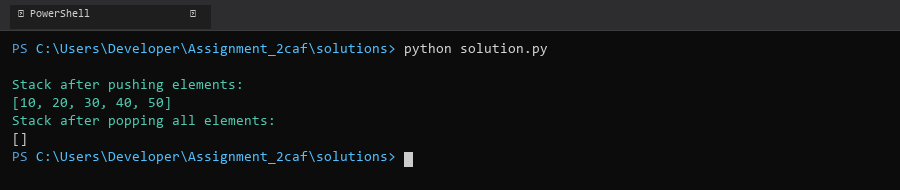 PowerShell
PS C:\Users\Developer\Assignment_2caf\solutions> python solution.py
Stack after pushing elements:
[10, 20, 30, 40, 50]
Stack after popping all elements:
[]
PS C:\Users\Developer\Assignment_2caf\solutions>